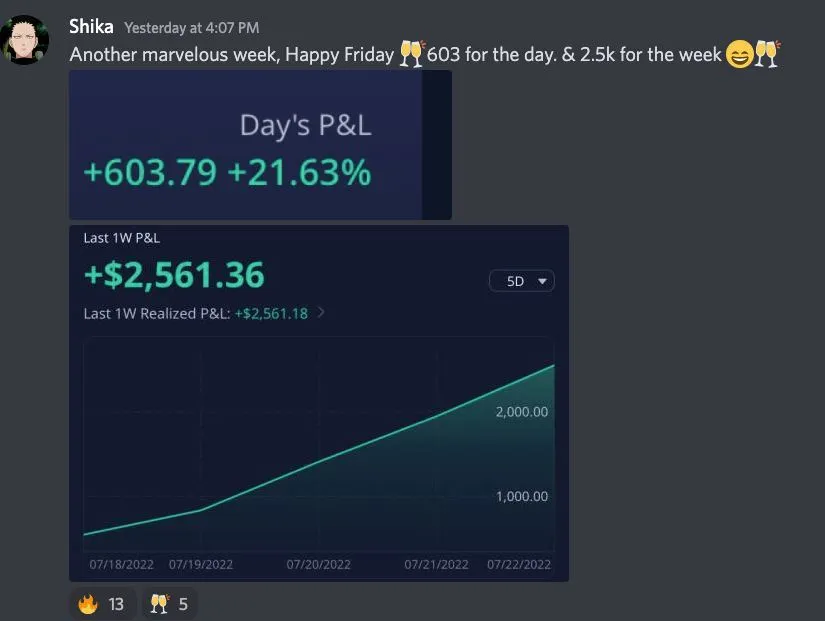 Shika Yesterday at 4:07 PM
Another marvelous week, Happy Friday 🥂603 for the day. & 2.5k for the week 😄🥂
Day's P&L
+603.79 +21.63%
Last 1W P&L
+$2,561.36
5D
Last 1W Realized P&L: +$2,561.18
2,000.00
1,000.00
07/18/2022 07/19/2022 07/20/2022 07/21/2022 07/22/2022
🔥 13 🥂 5